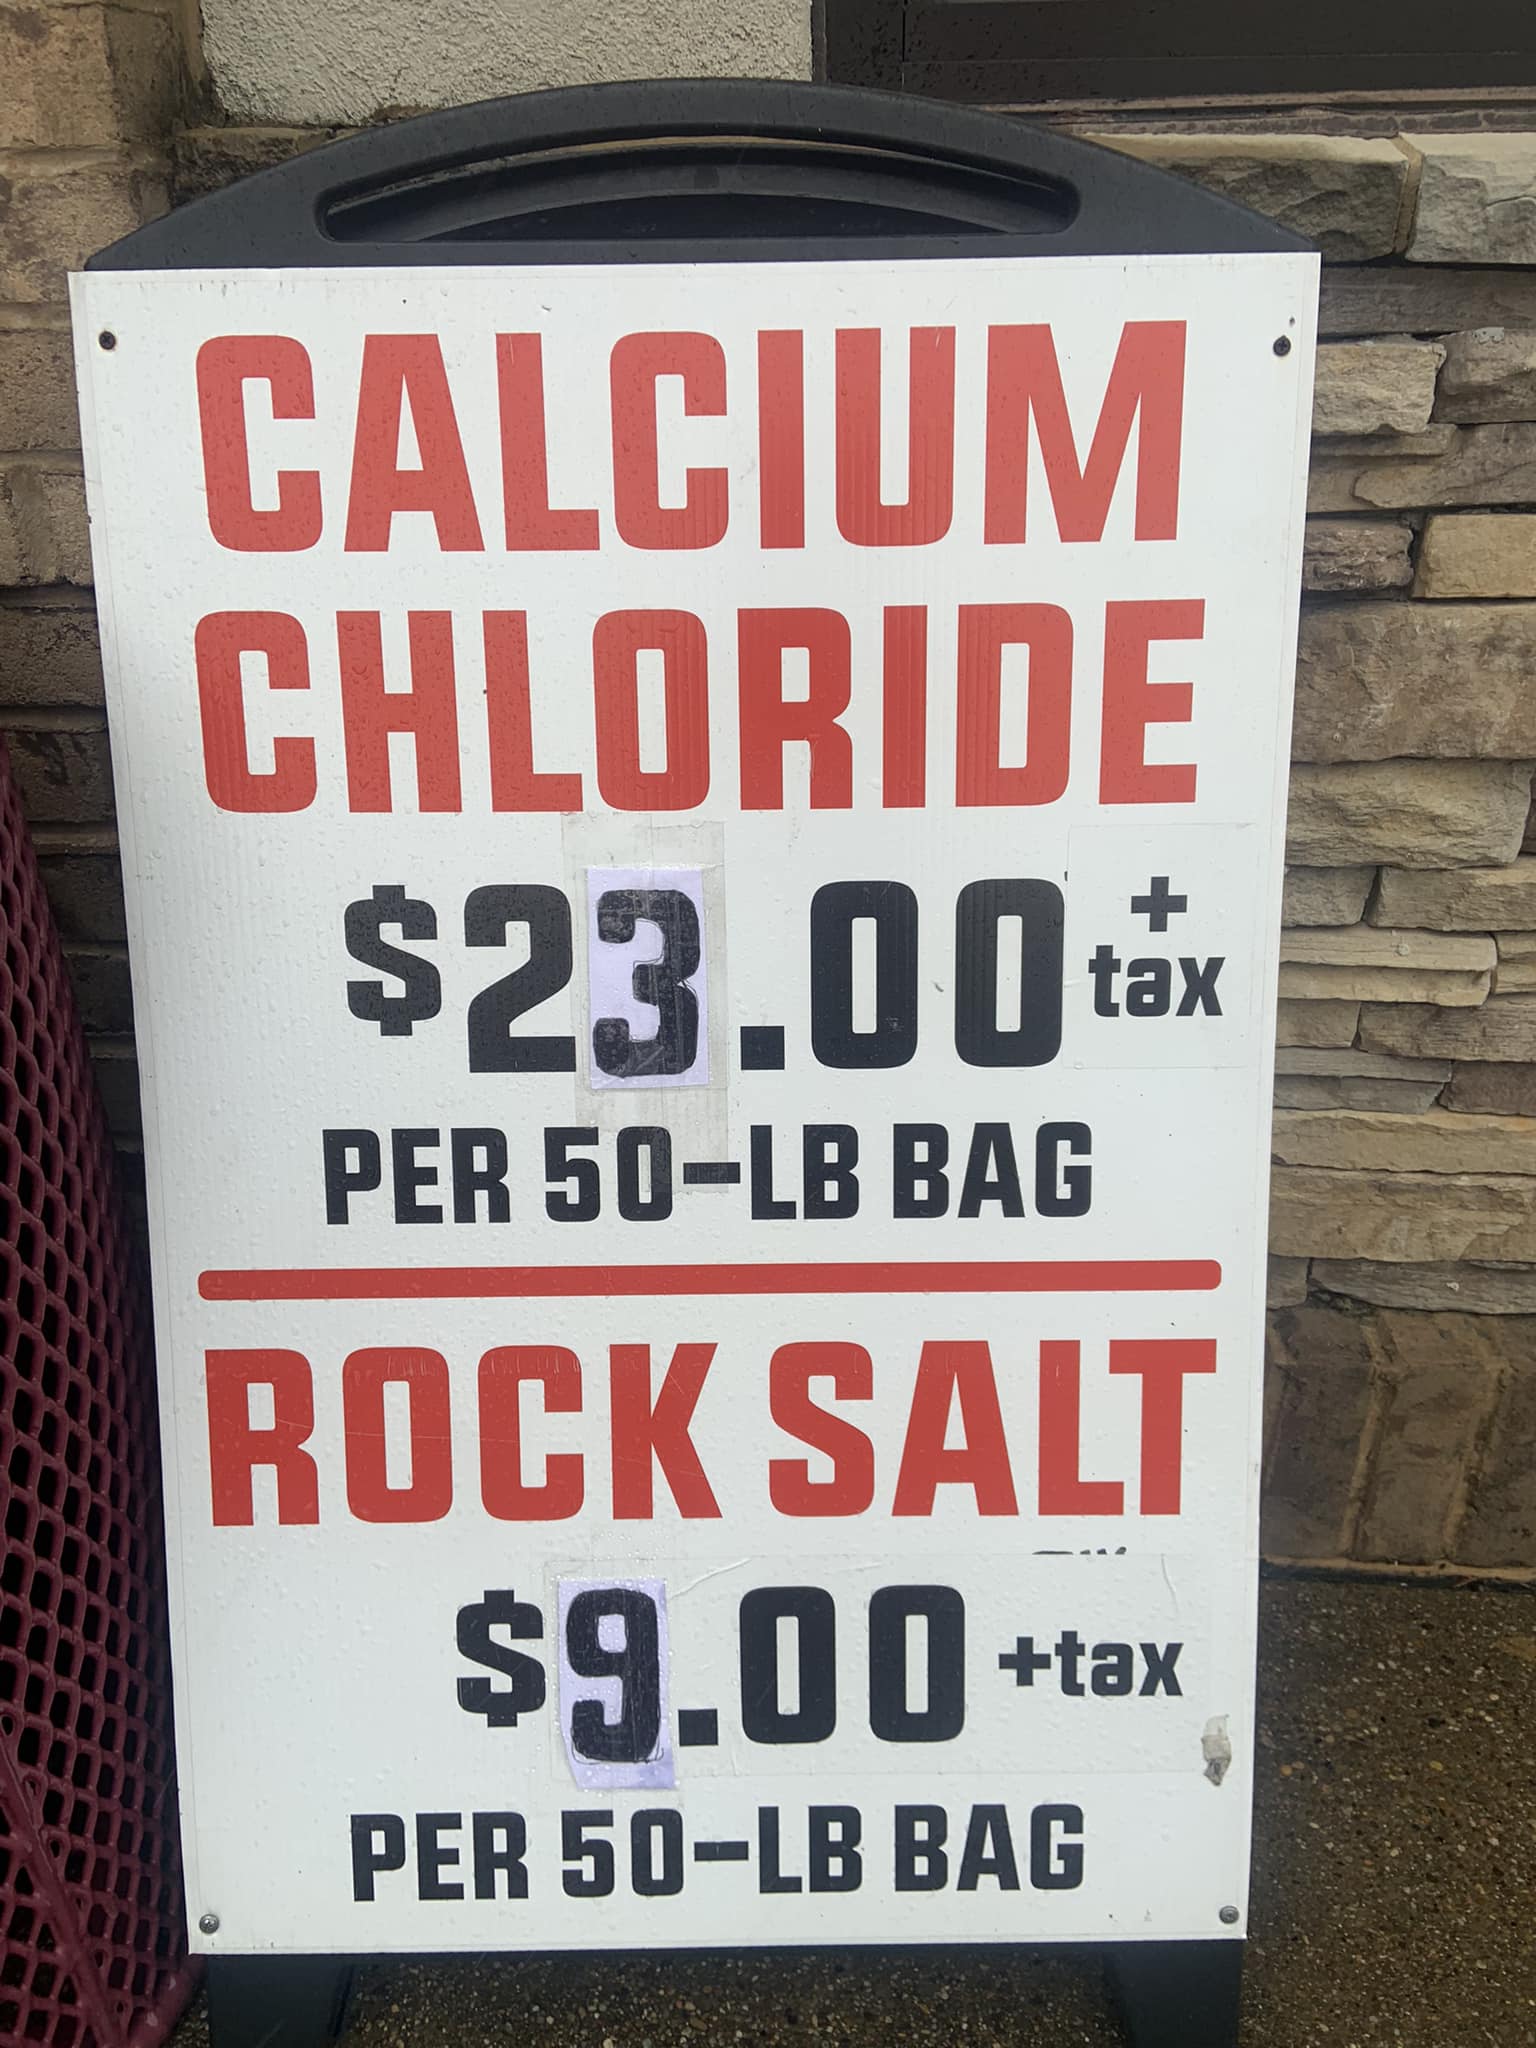 CALCIUM
CHLORIDE
$23.00 + tax
PER 50-LB BAG
ROCK SALT
$9.00 +tax
PER 50-LB BAG